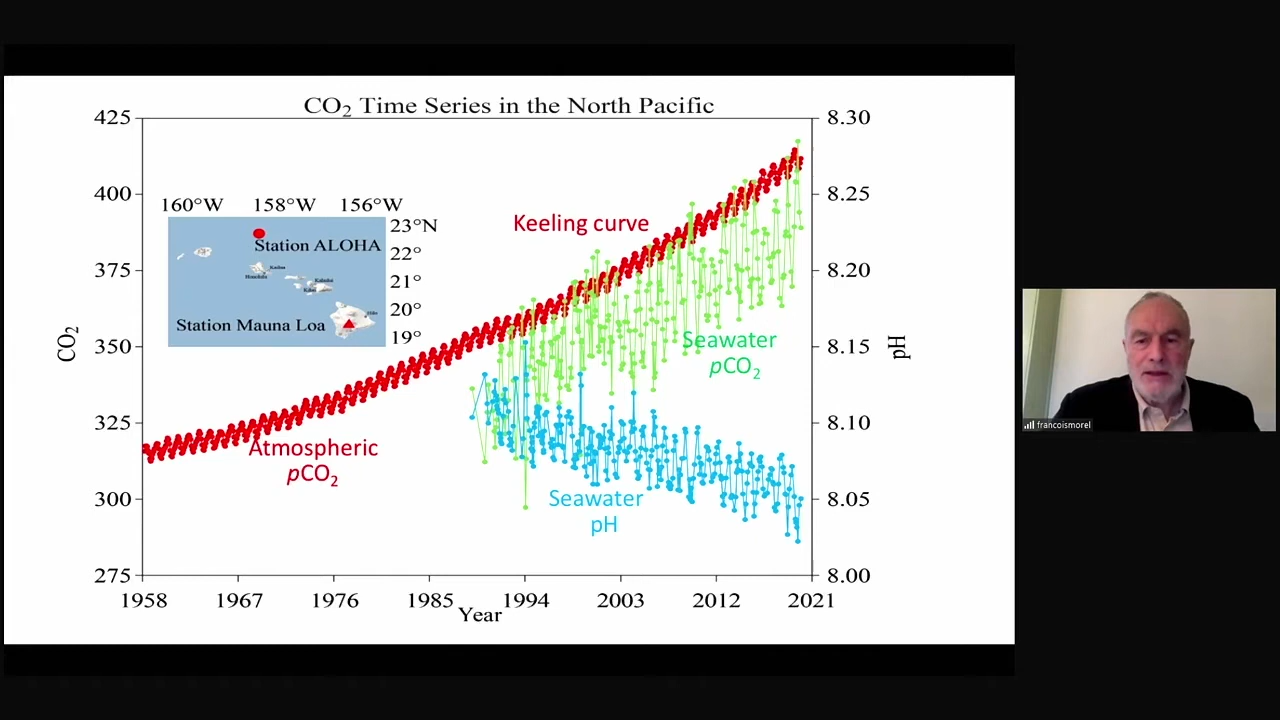 CO₂ Time Series in the North Pacific
425
400
375
350
325
300
275
CO₂
8.30
8.25
8.20
8.15
8.10
8.05
8.00
pH
160°W 158°W 156°W
23°N
22°
21°
20°
19°
Station ALOHA
Station Mauna Loa
Keeling curve
Atmospheric
pCO₂
Seawater
pCO₂
Seawater
pH
1958 1967 1976 1985 1994 2003 2012 2021
Year
francoismorel